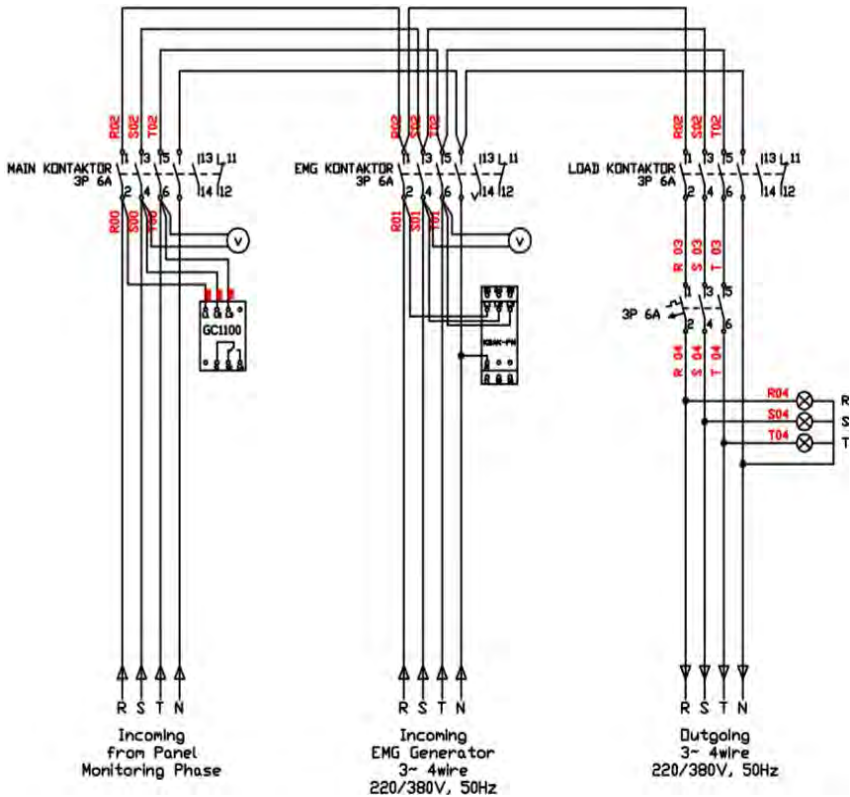 R02 S02 T02
R02 S02 T02
R02 S02 T02
MAIN KONTAKTOR
3P 6A
1 3 5 13 11
2 4 6 14 12
EMG KONTAKTOR
3P 6A
1 3 5 13 11
2 4 6 14 12
LOAD KONTAKTOR
3P 6A
1 3 5 13 11
2 4 6 14 12
R00 S00 T00
V
R01 S01 T01
V
R 03 S 03 T 03
GC1100
3P 6A
1 3 5
2 4 6
R 04 S 04 T 04
R04 R
S04 S
T04 T
R S T N
Incoming
from Panel
Monitoring Phase
R S T N
Incoming
EMG Generator
3~ 4wire
220/380V, 50Hz
R S T N
Outgoing
3~ 4wire
220/380V, 50Hz